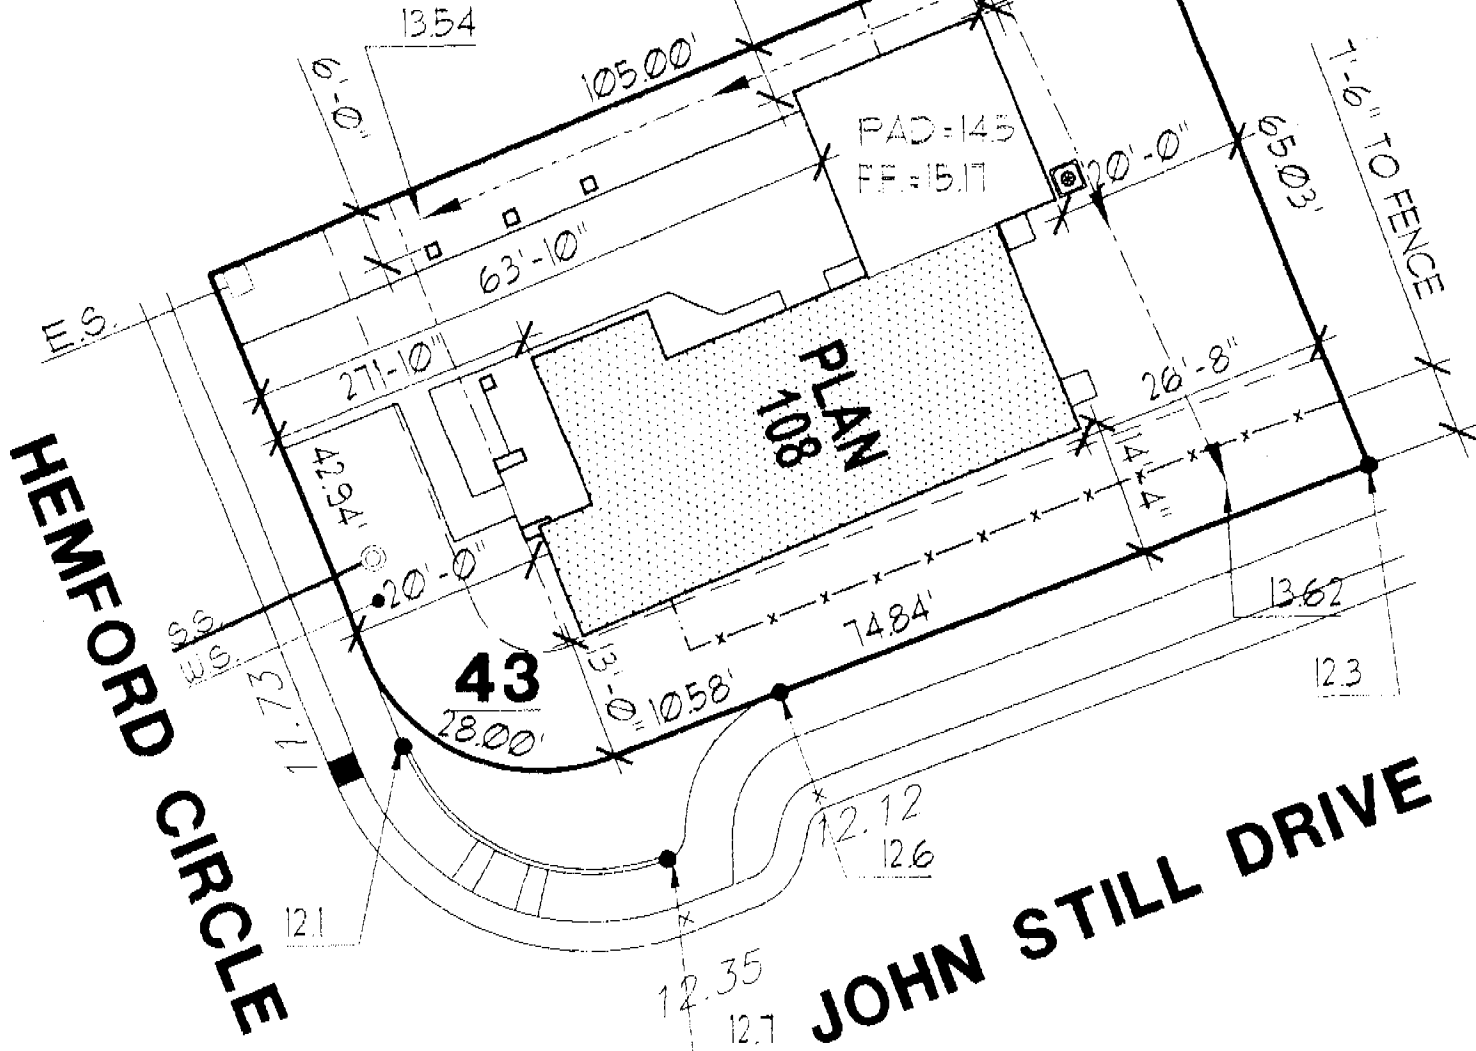 13.54
6'-0"
105.00'
7'-6" TO FENCE
65.03'
PAD=14.5
F.F.=15.17
20'-0"
63'-10"
E.S.
271-10"
26'-8"
PLAN
108
42.94'
14'-4"
HEMFORD CIRCLE
20'-0"
S.S.
W.S.
13.62
74.84'
12.3
43
28.00'
13'-0"
10.58'
11.73
12.12
12.6
12.1
JOHN STILL DRIVE
12.35
12.7